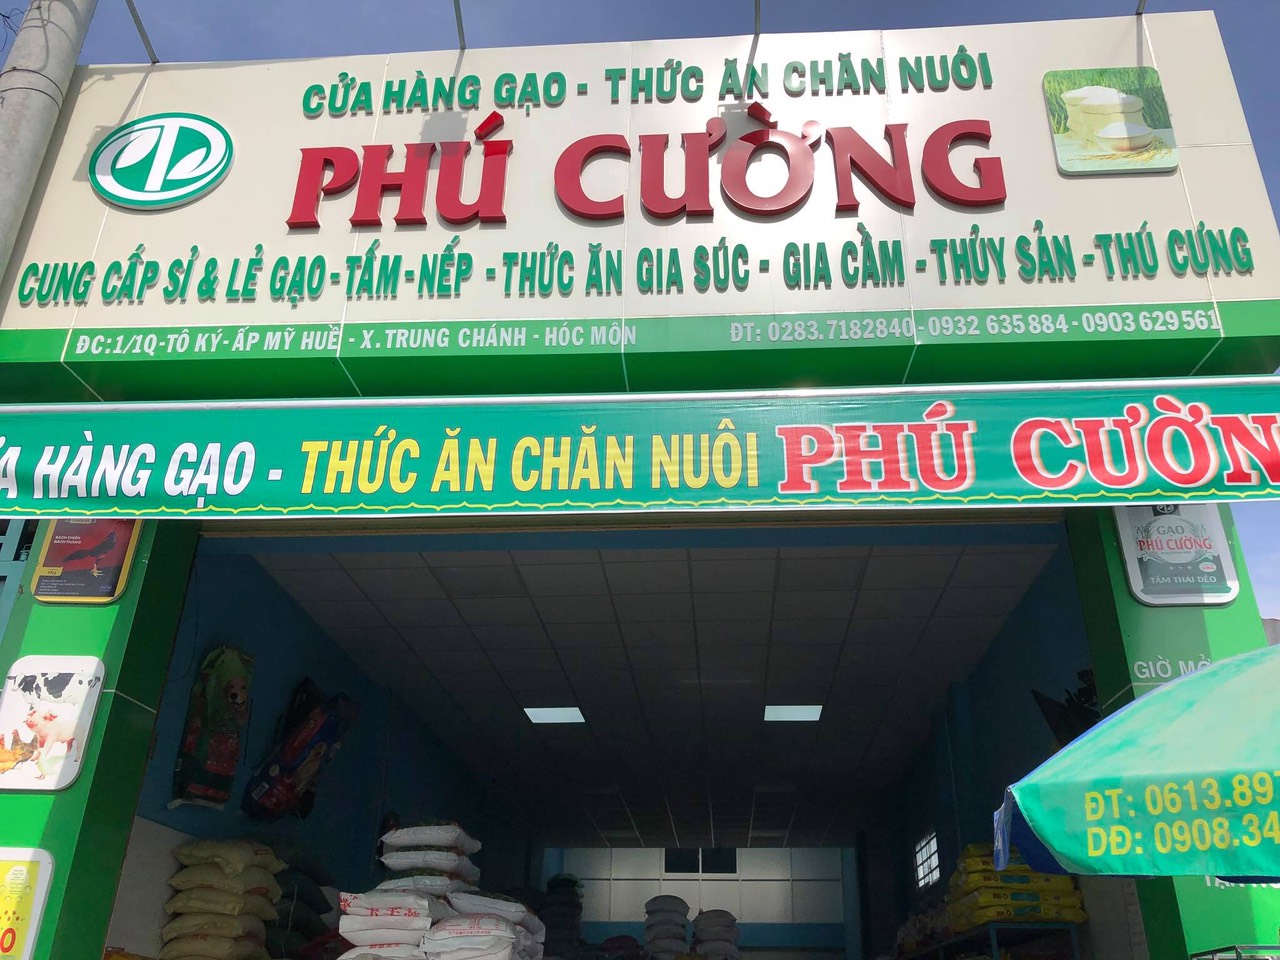 CỬA HÀNG GẠO - THỨC ĂN CHĂN NUÔI
PHÚ CƯỜNG
CUNG CẤP SỈ & LẺ GẠO - TẤM - NẾP - THỨC ĂN GIA SÚC - GIA CẦM - THỦY SẢN - THÚ CƯNG
ĐC: 1/1Q - TÔ KÝ - ẤP MỸ HUỀ - X. TRUNG CHÁNH - HÓC MÔN ĐT: 0283.7182840 - 0932 635 884 - 0903 629 561
HÀNG GẠO - THỨC ĂN CHĂN NUÔI PHÚ CƯỜN
GẠO
PHÚ CƯỜNG
TẤM THÁI DẺO
GIỜ MỞ
ĐT: 0613.897
DĐ: 0908.34